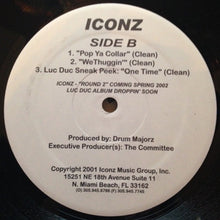 ICONZ
SIDE B
1. "Pop Ya Collar" (Clean)
2. "WeThuggin'" (Clean)
3. Luc Duc Sneak Peek: "One Time" (Clean)
ICONZ - "ROUND 2" COMING SPRING 2002
LUC DUC ALBUM DROPPIN' SOON
Produced by: Drum Majorz
Executive Producer(s): The Committee
Copyright 2001 Iconz Music Group, Inc.
15251 NE 18th Avenue Suite 11
N. Miami Beach, FL 33162